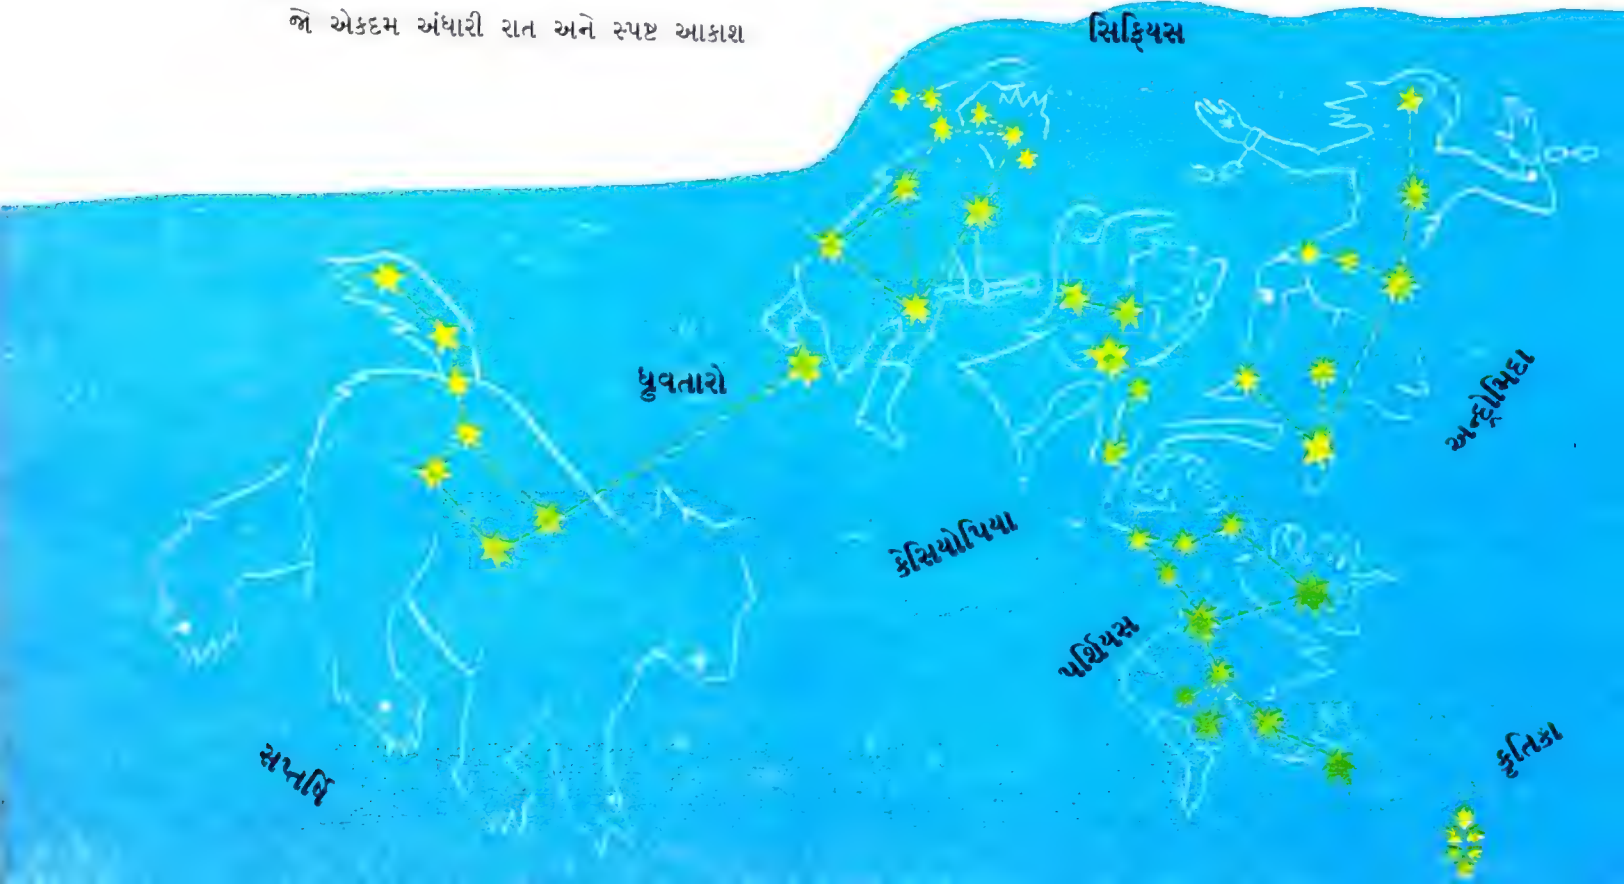 જો એકદમ અંધારી રાત અને સ્પષ્ટ આકાશ
સિફિયસ
ધ્રુવતારો
અન્ડ્રોમિદા
કેસિયોપિયા
પર્શિયસ
કૃતિકા
સપ્તર્ષિ